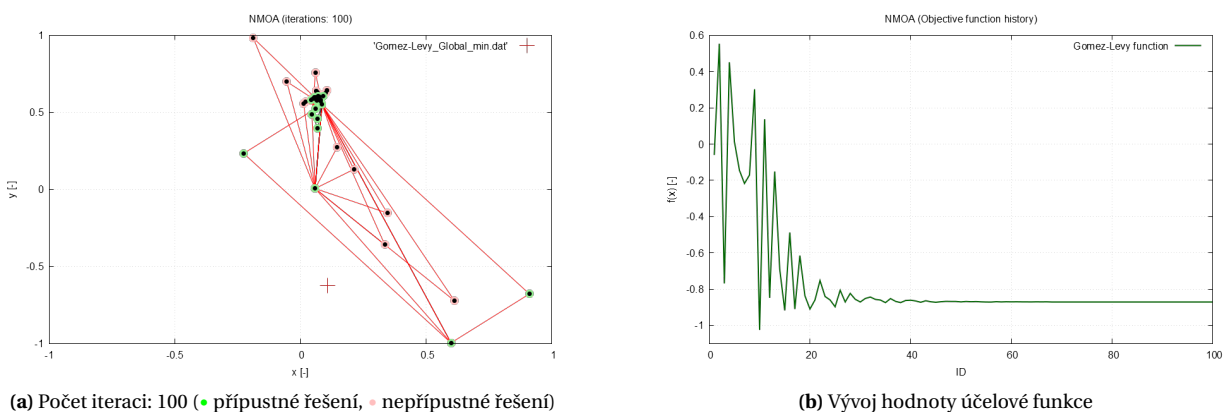 NMOA (iterations: 100)
'Gomez-Levy_Global_min.dat'
1
0.5
0
-0.5
-1
y [-]
-1
-0.5
0
0.5
1
x [-]
(a) Počet iteraci: 100 (• přípustné řešení, • nepřípustné řešení)
NMOA (Objective function history)
Gomez-Levy function
0.6
0.4
0.2
0
-0.2
-0.4
-0.6
-0.8
-1
f(x) [-]
0
20
40
60
80
100
ID
(b) Vývoj hodnoty účelové funkce